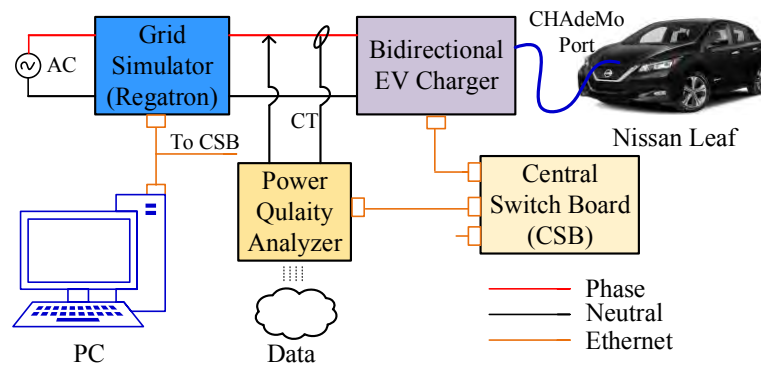 CHAdeMo
Port
AC
Grid
Simulator
(Regatron)
Bidirectional
EV Charger
Nissan Leaf
To CSB
CT
Power
Qulaity
Analyzer
Central
Switch Board
(CSB)
PC
Data
Phase
Neutral
Ethernet